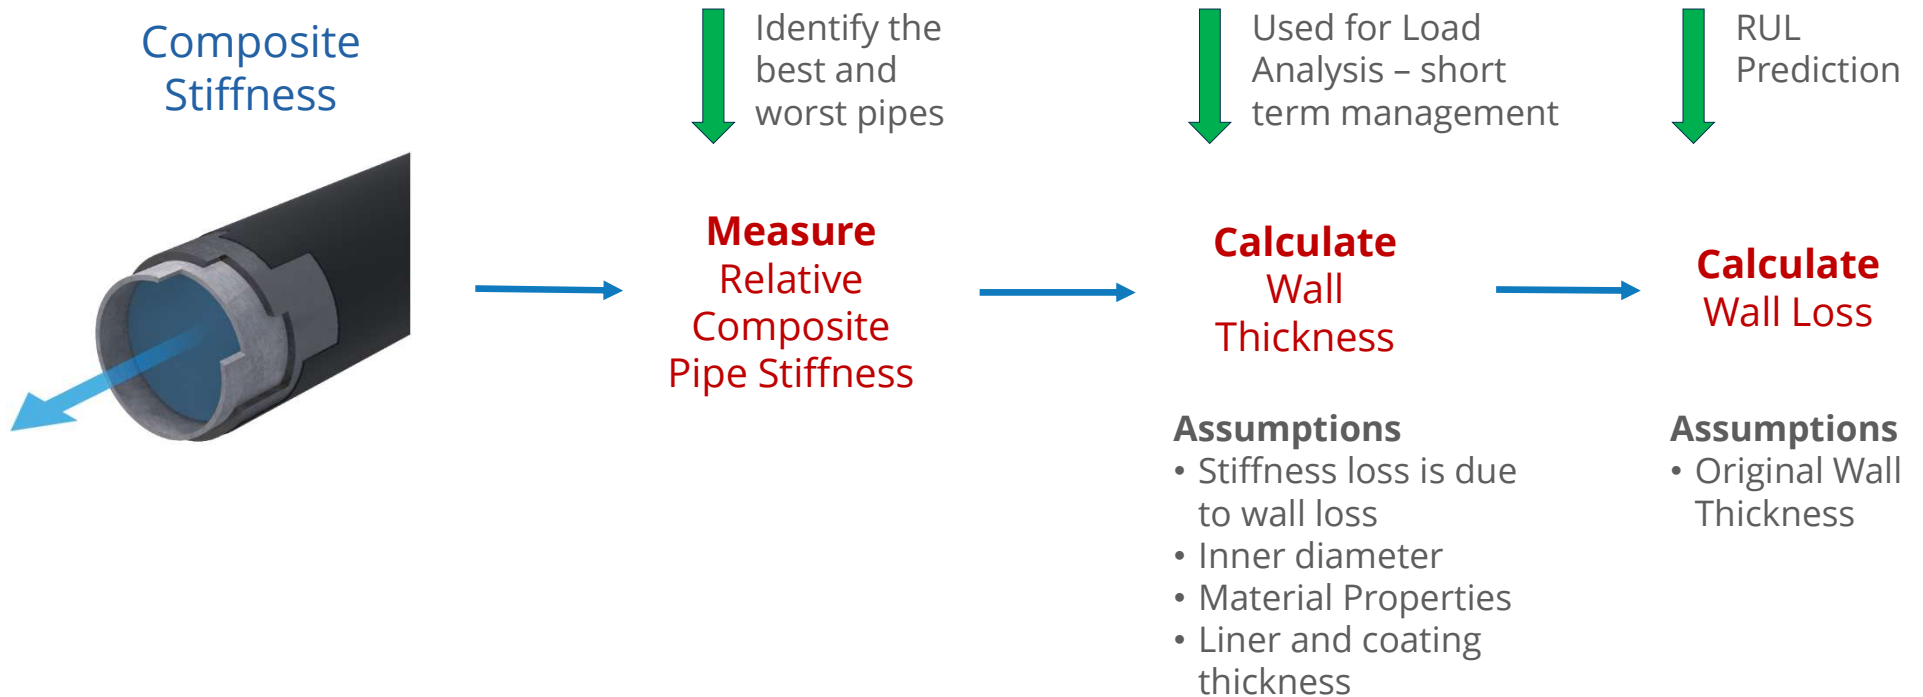 Composite
Stiffness
Identify the
best and
worst pipes
Used for Load
Analysis – short
term management
RUL
Prediction
Measure
Relative
Composite
Pipe Stiffness
Calculate
Wall
Thickness
Calculate
Wall Loss
Assumptions
• Stiffness loss is due
to wall loss
• Inner diameter
• Material Properties
• Liner and coating
thickness
Assumptions
• Original Wall
Thickness